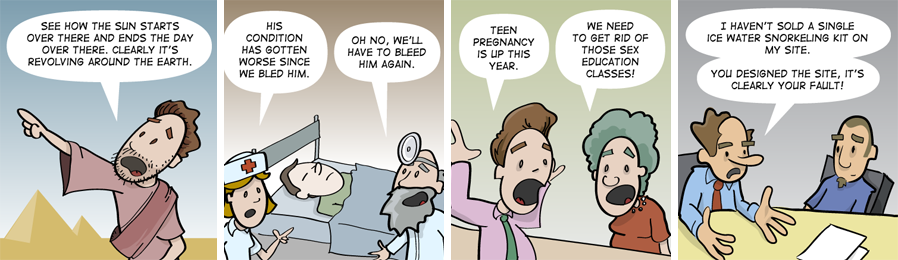 SEE HOW THE SUN STARTS
OVER THERE AND ENDS THE DAY
OVER THERE. CLEARLY IT'S
REVOLVING AROUND THE EARTH.
HIS
CONDITION
HAS GOTTEN
WORSE SINCE
WE BLED HIM.
OH NO, WE'LL
HAVE TO BLEED
HIM AGAIN.
TEEN
PREGNANCY
IS UP THIS
YEAR.
WE NEED
TO GET RID OF
THOSE SEX
EDUCATION
CLASSES!
I HAVEN'T SOLD A SINGLE
ICE WATER SNORKELING KIT ON
MY SITE.
YOU DESIGNED THE SITE, IT'S
CLEARLY YOUR FAULT!